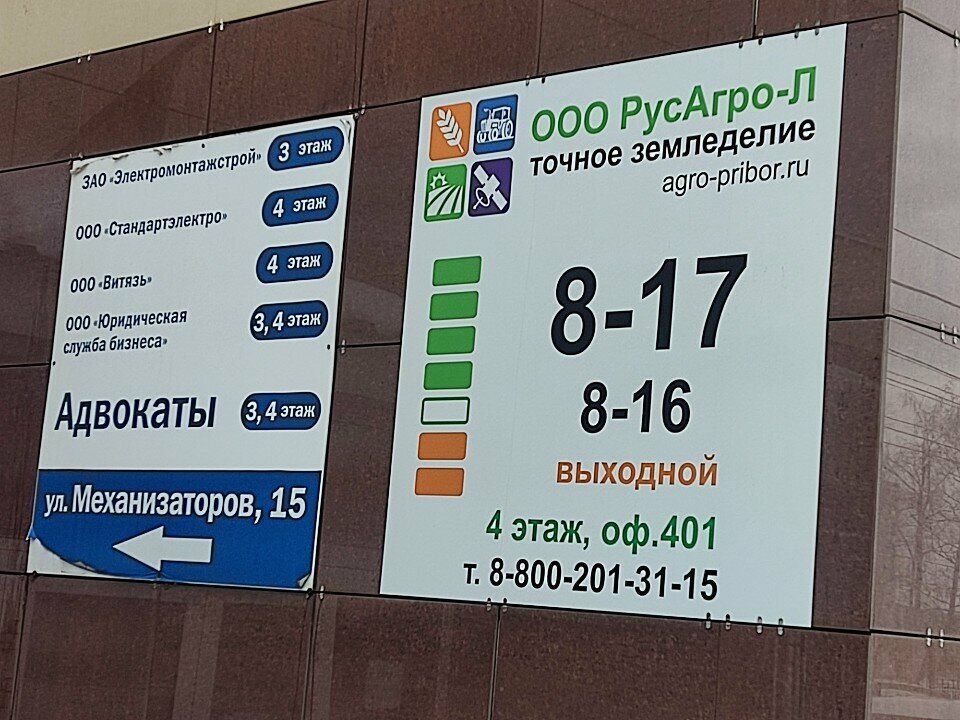 ЗАО «Электромонтажстрой» 3 этаж
ООО «Стандартэлектро» 4 этаж
ООО «Витязь» 4 этаж
ООО «Юридическая
служба бизнеса» 3, 4 этаж
Адвокаты 3, 4 этаж
ул. Механизаторов, 15
ООО РусАгро-Л
точное земледелие
agro-pribor.ru
8-17
8-16
выходной
4 этаж, оф.401
т. 8-800-201-31-15